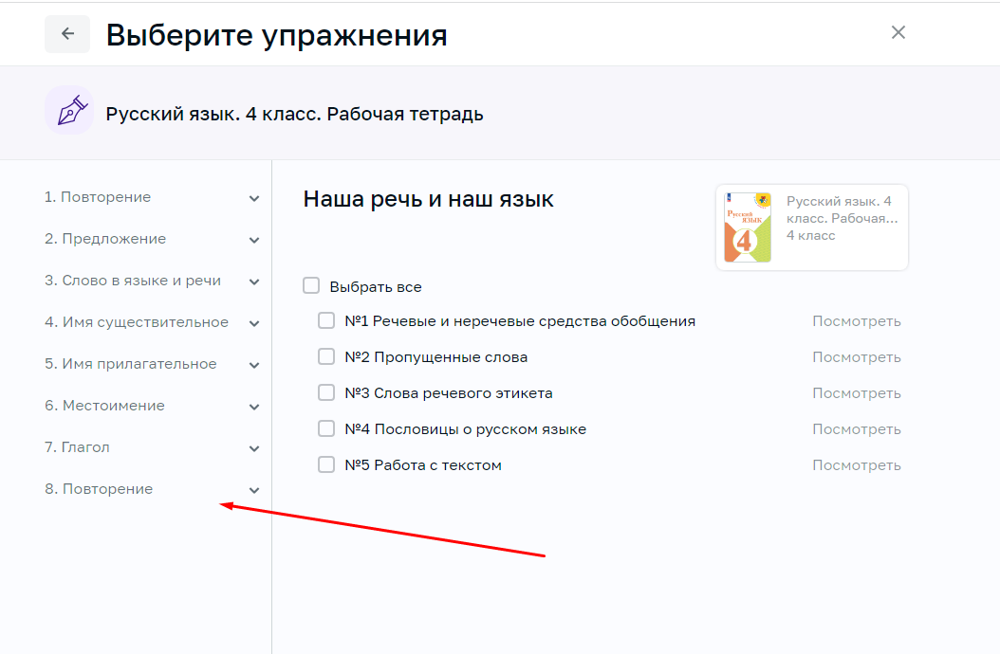 Выберите упражнения
Русский язык. 4 класс. Рабочая тетрадь
1. Повторение
2. Предложение
3. Слово в языке и речи
4. Имя существительное
5. Имя прилагательное
6. Местоимение
7. Глагол
8. Повторение
Наша речь и наш язык
Русский
язык
4
Русский язык. 4
класс. Рабочая...
4 класс
Выбрать все
№1 Речевые и неречевые средства обобщения Посмотреть
№2 Пропущенные слова Посмотреть
№3 Слова речевого этикета Посмотреть
№4 Пословицы о русском языке Посмотреть
№5 Работа с текстом Посмотреть